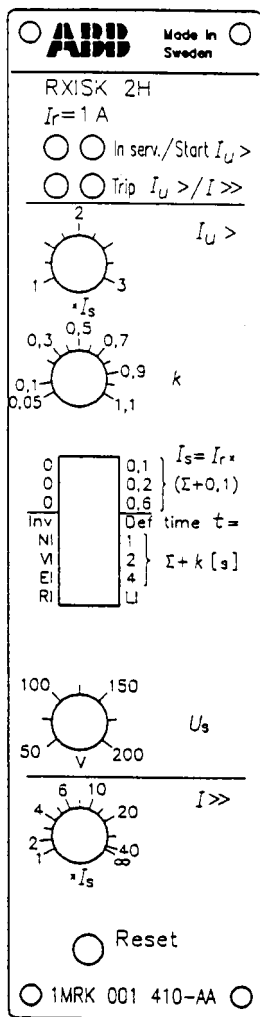 ABB Made in Sweden
RXISK 2H
Ir=1 A
In serv./Start Iu>
Trip Iu>/I>>
2
Iu>
1 3
×Is
0,5
0,3 0,7
0,9
k
0,1
0,05 1,1
0 0,1 Is=Ir×
0 0,2 (Σ+0,1)
0 0,6
Inv Def time t=
NI 1
VI 2 Σ+k [s]
EI 4
RI LI
100 150
Us
50 V 200
6 10
I>>
4 20
2 40
1 ∞
×Is
Reset
1MRK 001 410-AA